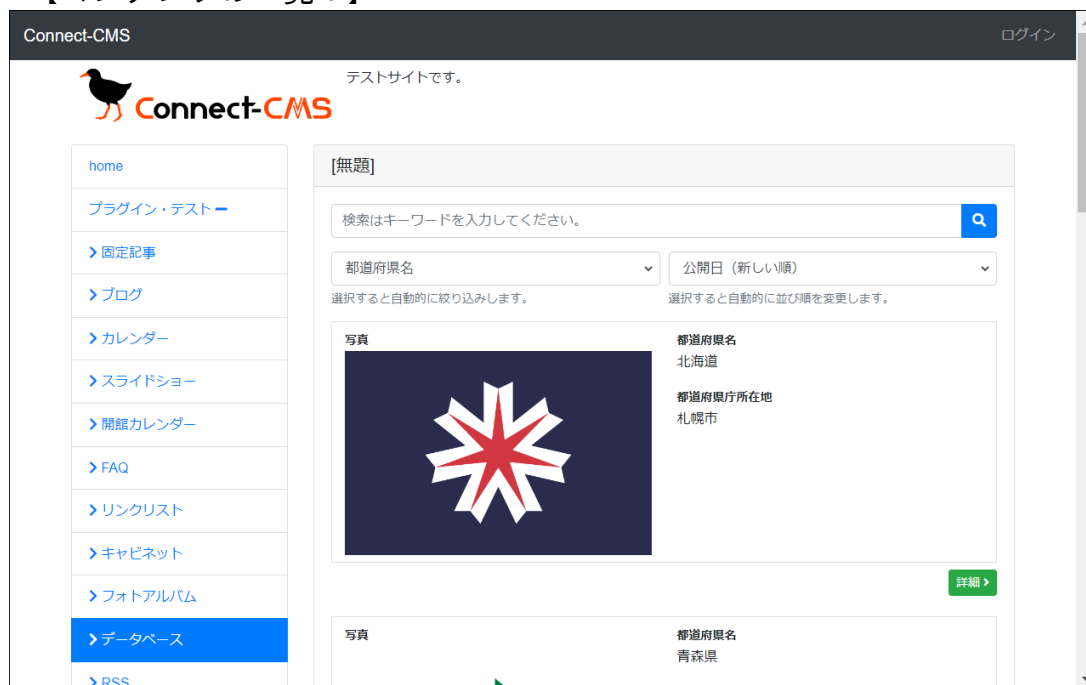 Connect-CMS
ログイン
Connect-CMS
テストサイトです。
home
プラグイン・テスト
固定記事
ブログ
カレンダー
スライドショー
開館カレンダー
FAQ
リンクリスト
キャビネット
フォトアルバム
データベース
RSS
[無題]
検索はキーワードを入力してください。
都道府県名
公開日（新しい順）
選択すると自動的に絞り込みします。
選択すると自動的に並び順を変更します。
写真
都道府県名
北海道
都道府県庁所在地
札幌市
詳細
写真
都道府県名
青森県